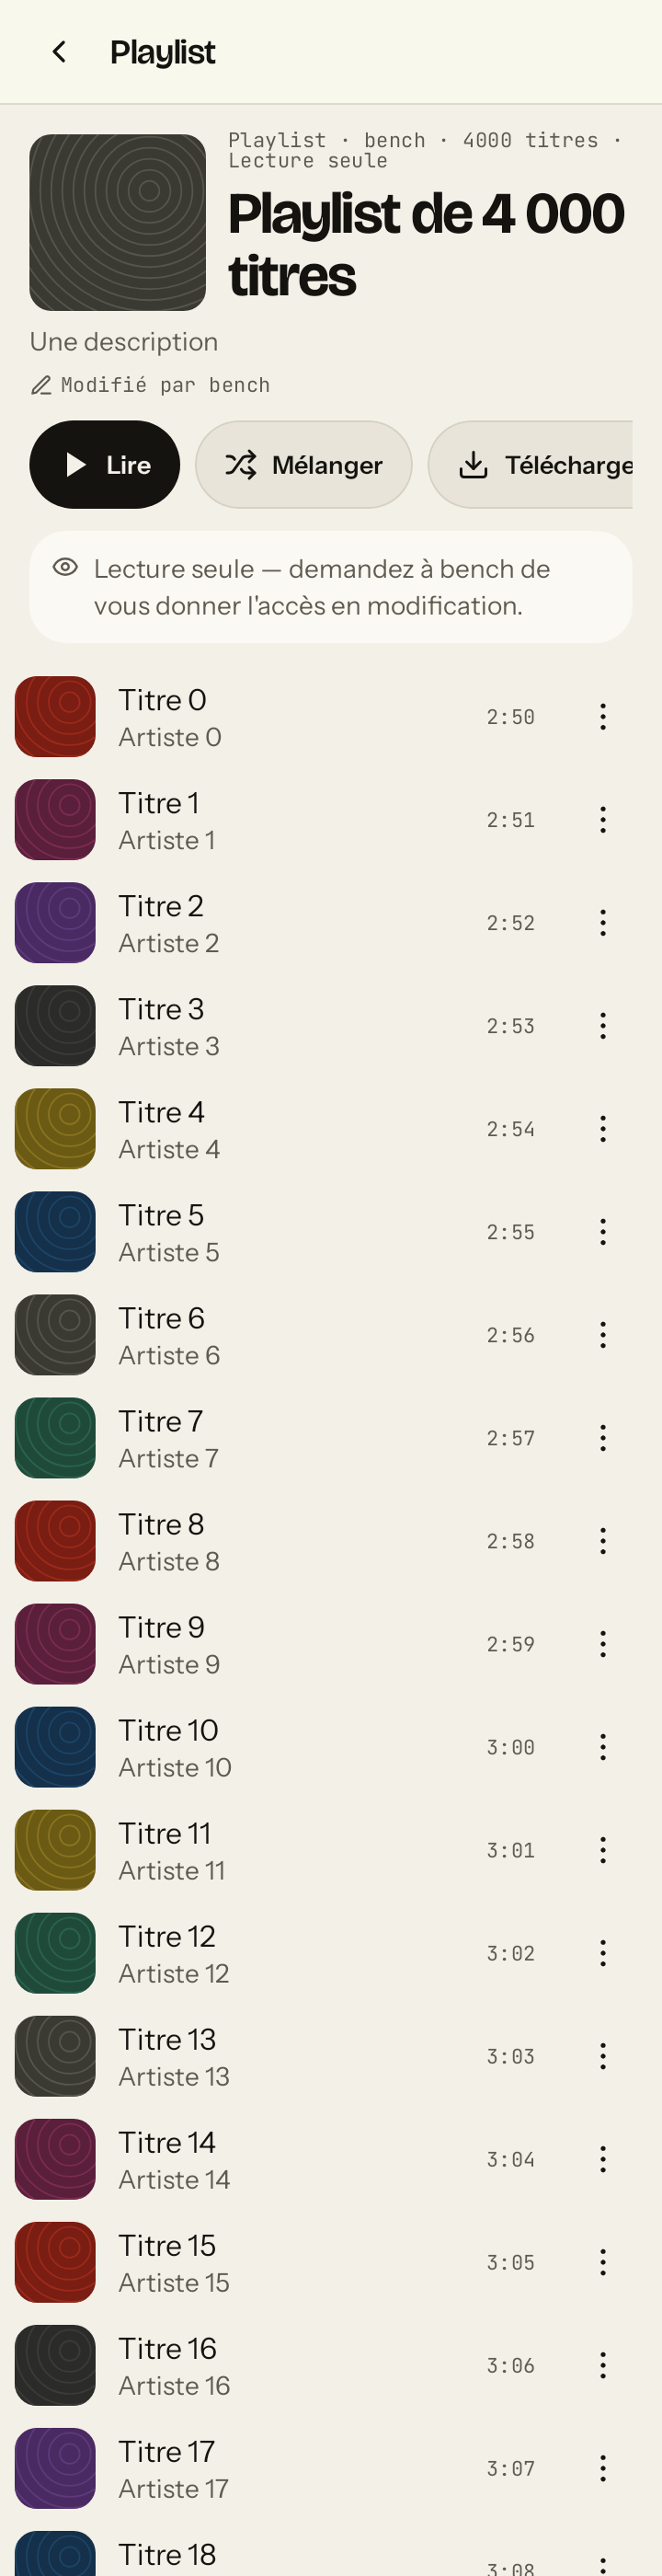 Playlist
Playlist · bench · 4000 titres ·
Lecture seule
Playlist de 4 000
titres
Une description
Modifié par bench
Lire
Mélanger
Télécharge
Lecture seule — demandez à bench de
vous donner l'accès en modification.
Titre 0
Artiste 0
2:50
Titre 1
Artiste 1
2:51
Titre 2
Artiste 2
2:52
Titre 3
Artiste 3
2:53
Titre 4
Artiste 4
2:54
Titre 5
Artiste 5
2:55
Titre 6
Artiste 6
2:56
Titre 7
Artiste 7
2:57
Titre 8
Artiste 8
2:58
Titre 9
Artiste 9
2:59
Titre 10
Artiste 10
3:00
Titre 11
Artiste 11
3:01
Titre 12
Artiste 12
3:02
Titre 13
Artiste 13
3:03
Titre 14
Artiste 14
3:04
Titre 15
Artiste 15
3:05
Titre 16
Artiste 16
3:06
Titre 17
Artiste 17
3:07
Titre 18
3:08